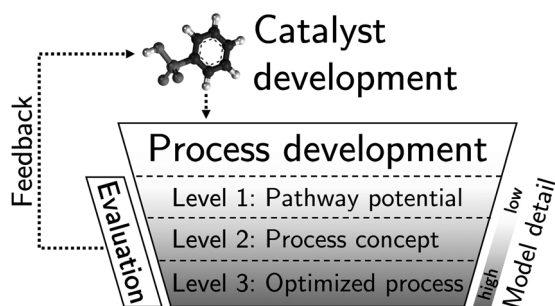 Catalyst
development
Feedback
Process development
Evaluation
Level 1: Pathway potential
Level 2: Process concept
Level 3: Optimized process
low
high
Model detail